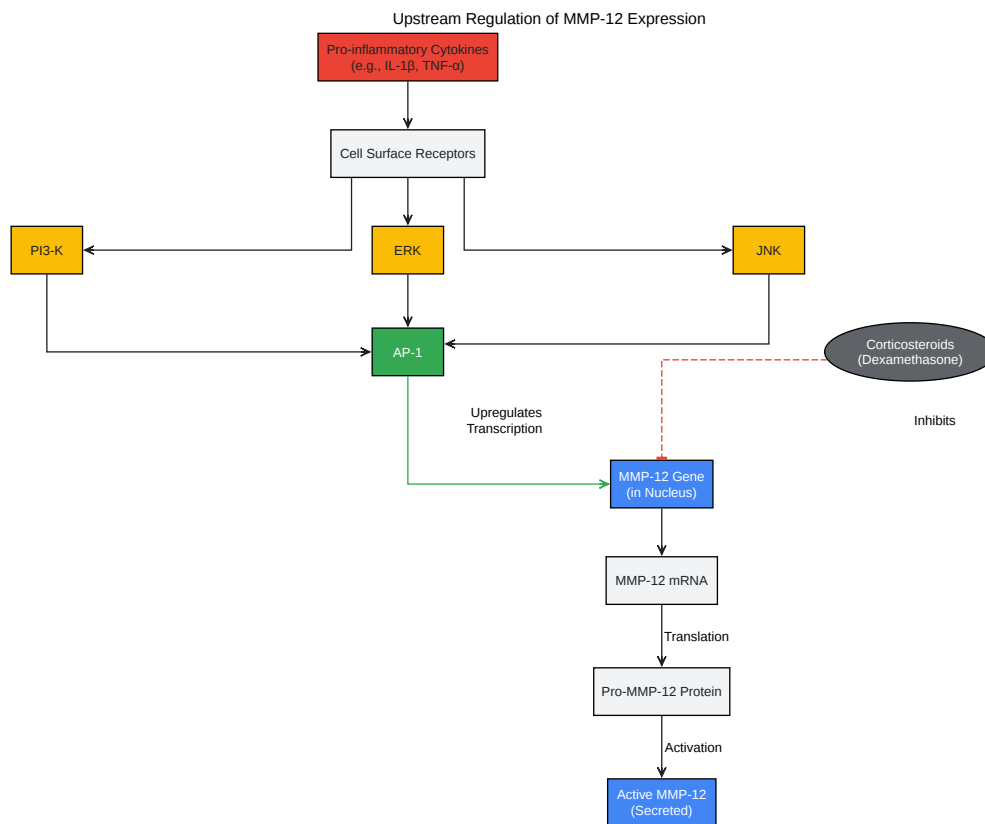 Upstream Regulation of MMP-12 Expression
Pro-inflammatory Cytokines
(e.g., IL-1β, TNF-α)
Cell Surface Receptors
PI3-K
ERK
JNK
AP-1
Corticosteroids
(Dexamethasone)
Upregulates
Transcription
Inhibits
MMP-12 Gene
(in Nucleus)
MMP-12 mRNA
Translation
Pro-MMP-12 Protein
Activation
Active MMP-12
(Secreted)